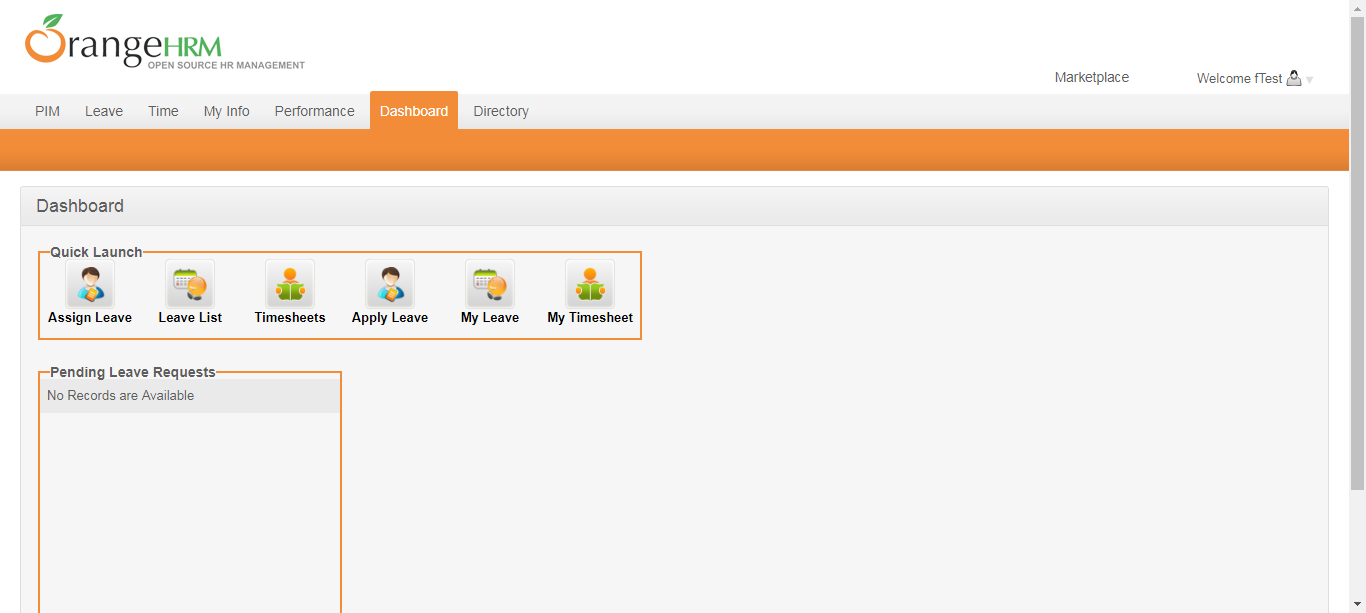 OrangeHRM
OPEN SOURCE HR MANAGEMENT
Marketplace Welcome fTest
PIM Leave Time My Info Performance Dashboard Directory
Dashboard
Quick Launch
Assign Leave Leave List Timesheets Apply Leave My Leave My Timesheet
Pending Leave Requests
No Records are Available